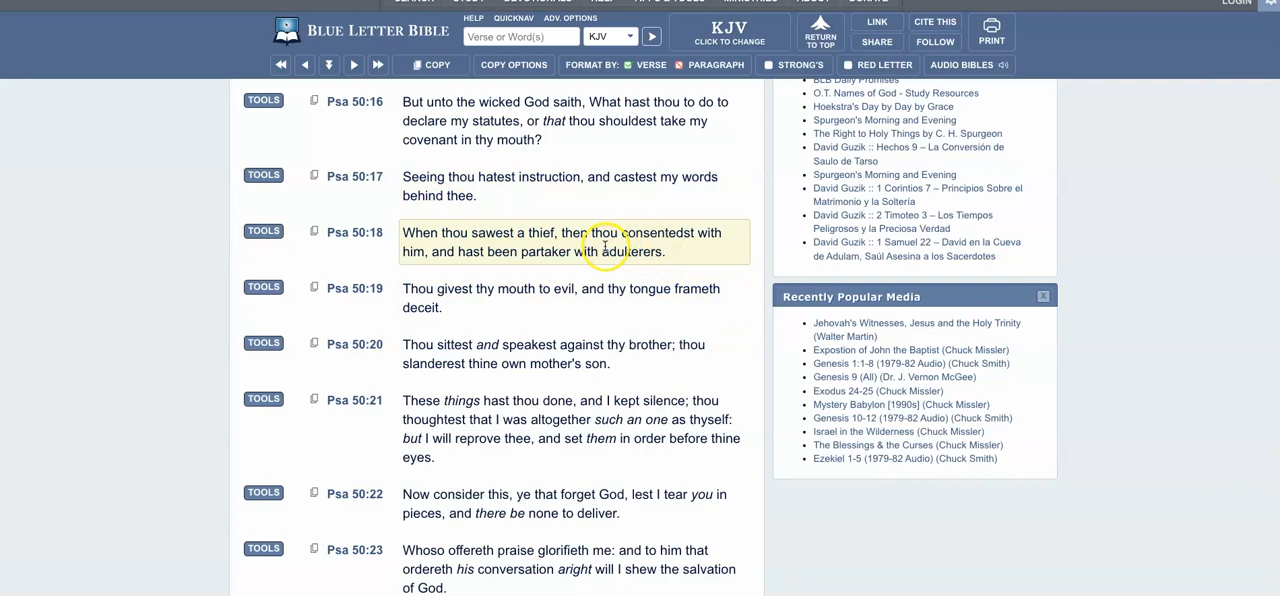 LOGIN
BLUE LETTER BIBLE
HELP QUICKNAV ADV. OPTIONS
Verse or Word(s) KJV
KJV
CLICK TO CHANGE
RETURN
TO TOP
LINK CITE THIS
SHARE FOLLOW
PRINT
COPY COPY OPTIONS FORMAT BY: VERSE PARAGRAPH STRONG'S RED LETTER AUDIO BIBLES
TOOLS Psa 50:16 But unto the wicked God saith, What hast thou to do to
declare my statutes, or that thou shouldest take my
covenant in thy mouth?
TOOLS Psa 50:17 Seeing thou hatest instruction, and castest my words
behind thee.
TOOLS Psa 50:18 When thou sawest a thief, then thou consentedst with
him, and hast been partaker with adulterers.
TOOLS Psa 50:19 Thou givest thy mouth to evil, and thy tongue frameth
deceit.
TOOLS Psa 50:20 Thou sittest and speakest against thy brother; thou
slanderest thine own mother's son.
TOOLS Psa 50:21 These things hast thou done, and I kept silence; thou
thoughtest that I was altogether such an one as thyself:
but I will reprove thee, and set them in order before thine
eyes.
TOOLS Psa 50:22 Now consider this, ye that forget God, lest I tear you in
pieces, and there be none to deliver.
TOOLS Psa 50:23 Whoso offereth praise glorifieth me: and to him that
ordereth his conversation aright will I shew the salvation
of God.
BLB Daily Promises
O.T. Names of God - Study Resources
Hoekstra's Day by Day by Grace
Spurgeon's Morning and Evening
The Right to Holy Things by C. H. Spurgeon
David Guzik :: Hechos 9 – La Conversión de
Saulo de Tarso
Spurgeon's Morning and Evening
David Guzik :: 1 Corintios 7 – Principios Sobre el
Matrimonio y la Soltería
David Guzik :: 2 Timoteo 3 – Los Tiempos
Peligrosos y la Preciosa Verdad
David Guzik :: 1 Samuel 22 – David en la Cueva
de Adulam, Saúl Asesina a los Sacerdotes
Recently Popular Media X
Jehovah's Witnesses, Jesus and the Holy Trinity
(Walter Martin)
Expostion of John the Baptist (Chuck Missler)
Genesis 1:1-8 (1979-82 Audio) (Chuck Smith)
Genesis 9 (All) (Dr. J. Vernon McGee)
Exodus 24-25 (Chuck Missler)
Mystery Babylon [1990s] (Chuck Missler)
Genesis 10-12 (1979-82 Audio) (Chuck Smith)
Israel in the Wilderness (Chuck Missler)
The Blessings & the Curses (Chuck Missler)
Ezekiel 1-5 (1979-82 Audio) (Chuck Smith)